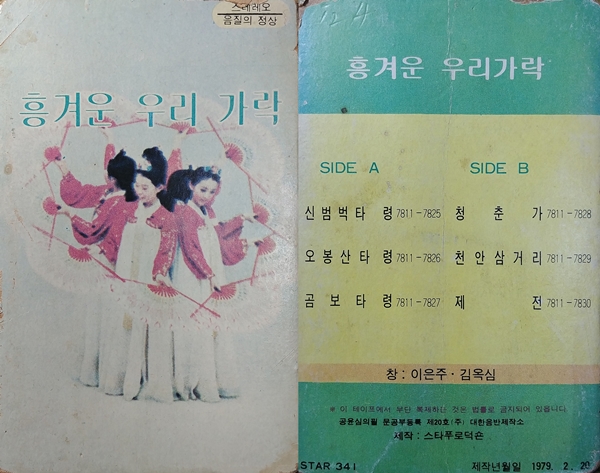 스테레오
음질의 정상
흥겨운 우리 가락
흥겨운 우리가락
SIDE A
SIDE B
신범벅타령 7811-7825
청춘가 7811-7828
오봉산타령 7811-7826
천안삼거리 7811-7829
곰보타령 7811-7827
제전 7811-7830
창 : 이은주 · 김옥심
※ 이 테이프에서 무단 복제하는 것은 법률로 금지되어 있읍니다.
공윤심의필 문공부등록 제20호 (주) 대한음반제작소
제작 : 스타푸로덕숀
STAR 341
제작년월일 1979. 2. 20